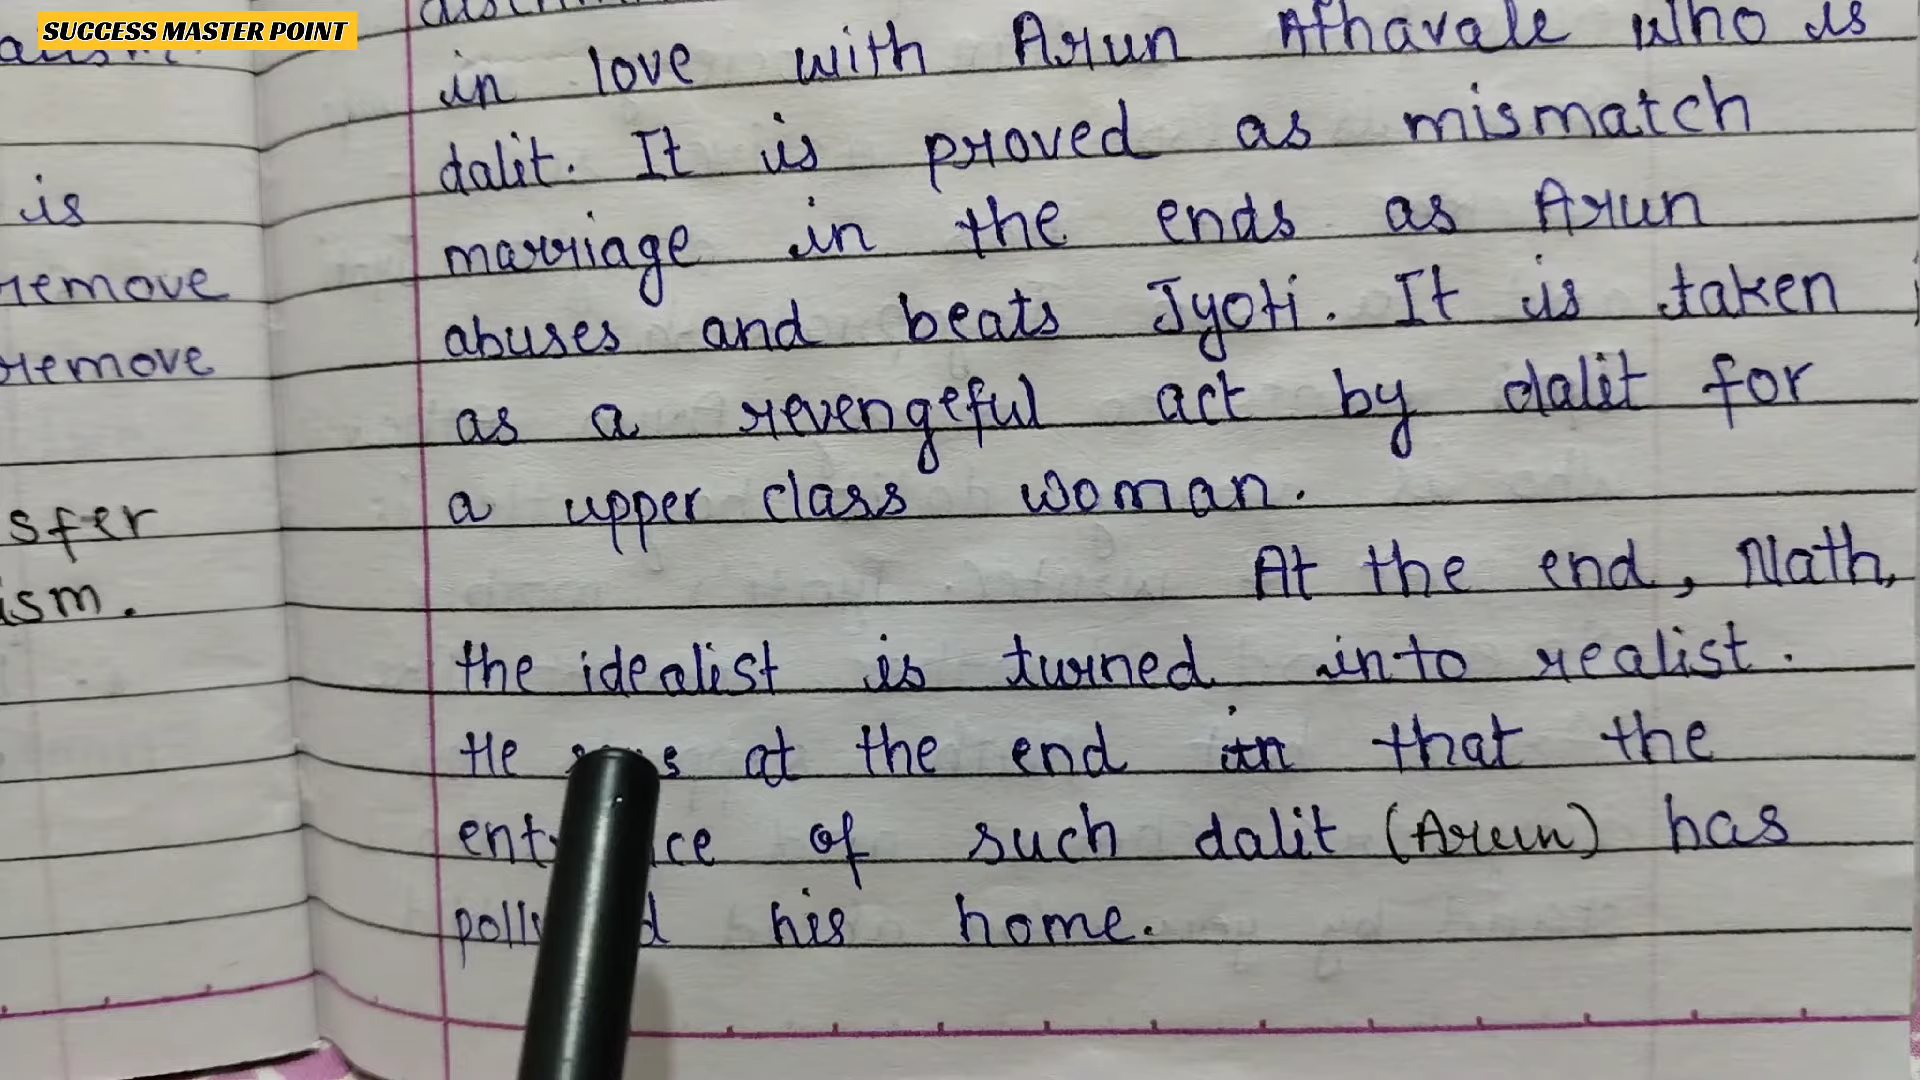 SUCCESS MASTER POINT
in love with Arun Athavale who is
dalit. It is proved as mismatch
marriage in the ends as Arun
abuses and beats Jyoti. It is taken
as a revengeful act by dalit for
a upper class woman.
At the end, Nath,
the idealist is turned into realist.
He at the end that the
of such dalit (Arun) has
his home.
is
remove
remove
sfer
ism.